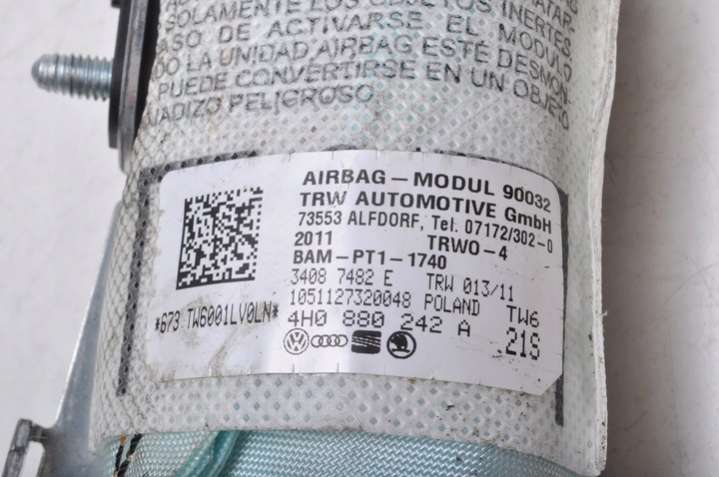 SOLAMENTE LOS OBJETOS INERTES
ASO DE ACTIVARSE EL MODULO
DO LA UNIDAD AIRBAG ESTÉ DESMON-
PUEDE CONVERTIRSE EN UN OBJETO
NADIZO PELIGROSO
AIRBAG-MODUL 90032
TRW AUTOMOTIVE GmbH
73553 ALFDORF, Tel. 07172/302-0
2011 TRWO-4
BAM-PT1-1740
3408 7482 E TRW 013/11
1051127320048 POLAND TW6
*673 TW6001LV0LN* 4H0 880 242 A 21S